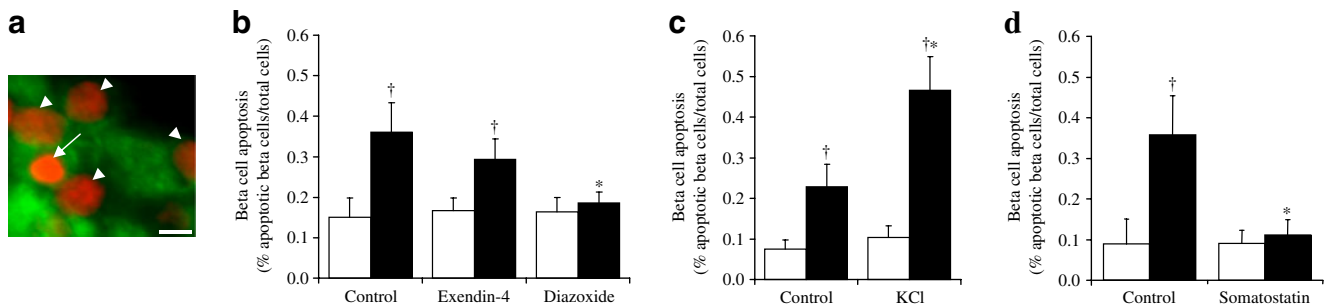 a
b
Beta cell apoptosis
(% apoptotic beta cells/total cells)
0.6
0.5
0.4
0.3
0.2
0.1
0.0
†
†
*
Control Exendin-4 Diazoxide
c
Beta cell apoptosis
(% apoptotic beta cells/total cells)
0.6
0.5
0.4
0.3
0.2
0.1
0.0
†
†*
Control KCl
d
Beta cell apoptosis
(% apoptotic beta cells/total cells)
0.6
0.5
0.4
0.3
0.2
0.1
0.0
†
*
Control Somatostatin